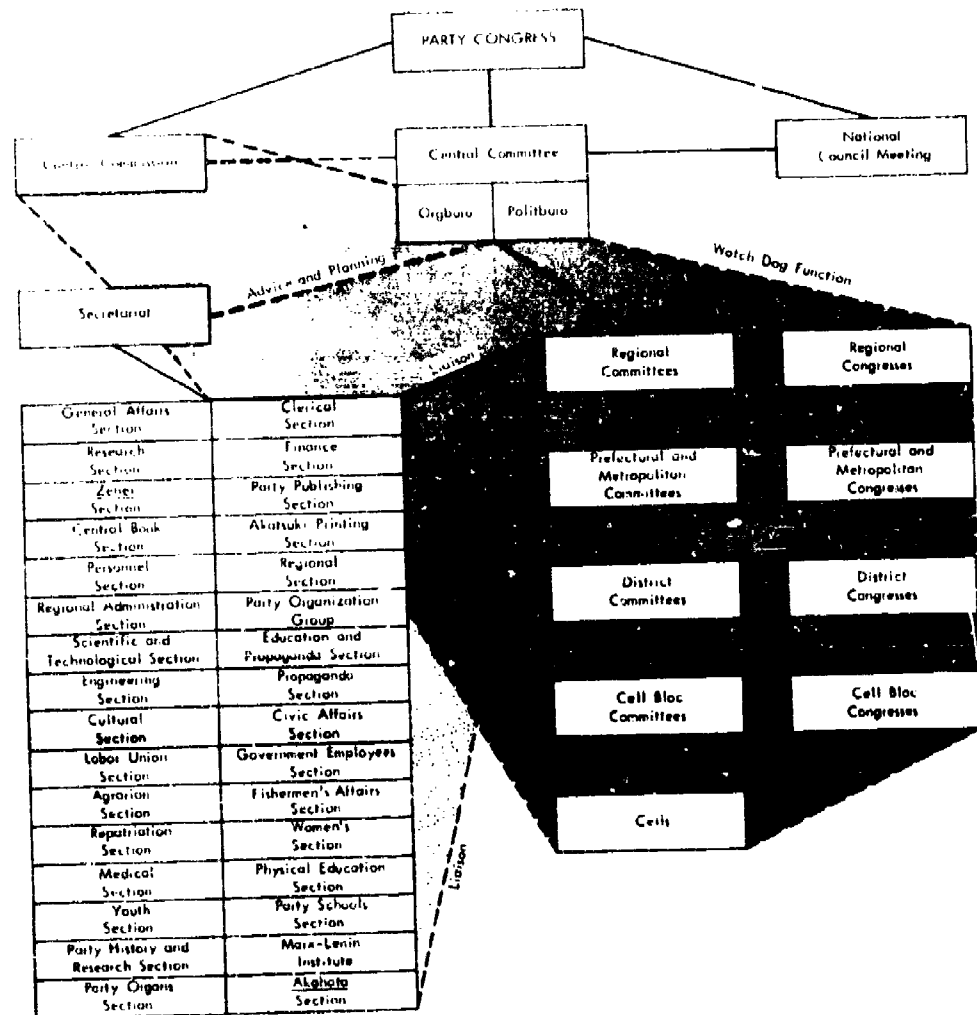 PARTY CONGRESS
Control Commission
Central Committee
National
Council Meeting
Orgburo
Politburo
Advice and Planning
Watch Dog Function
Secretariat
Liaison
Regional
Committees
Regional
Congresses
General Affairs
Section
Clerical
Section
Research
Section
Finance
Section
Section
Party Publishing
Section
Central Book
Section
Akatsuki Printing
Section
Personnel
Section
Regional
Section
Regional Administration
Section
Party Organization
Group
Scientific and
Technological Section
Education and
Propaganda Section
Engineering
Section
Propaganda
Section
Cultural
Section
Civic Affairs
Section
Labor Union
Section
Government Employees
Section
Agrarian
Section
Fishermen's Affairs
Section
Repatriation
Section
Women's
Section
Medical
Section
Physical Education
Section
Youth
Section
Party Schools
Section
Party History and
Research Section
Marx-Lenin
Institute
Party Organs
Section
Akahata
Section
Liaison
Prefectural and
Metropolitan
Committees
Prefectural and
Metropolitan
Congresses
District
Committees
District
Congresses
Cell Bloc
Committees
Cell Bloc
Congresses
Cells